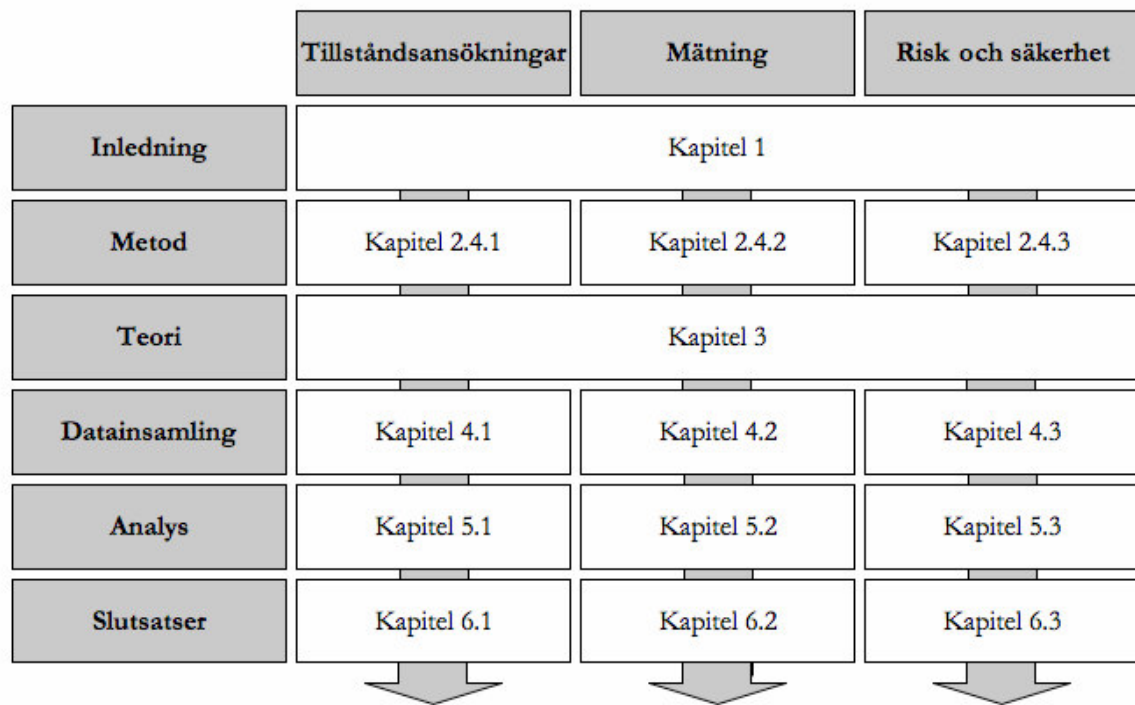 Tillståndsansökningar Mätning Risk och säkerhet
Inledning Kapitel 1
Metod Kapitel 2.4.1 Kapitel 2.4.2 Kapitel 2.4.3
Teori Kapitel 3
Datainsamling Kapitel 4.1 Kapitel 4.2 Kapitel 4.3
Analys Kapitel 5.1 Kapitel 5.2 Kapitel 5.3
Slutsatser Kapitel 6.1 Kapitel 6.2 Kapitel 6.3